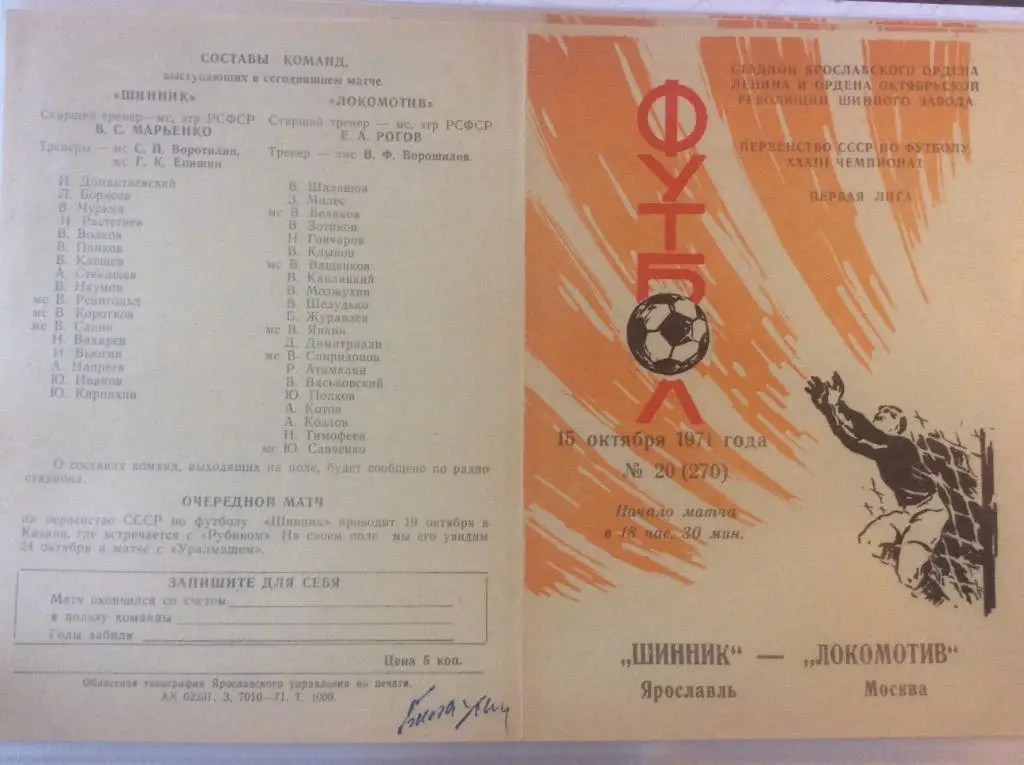 СОСТАВЫ КОМАНД,
выступающих в сегодняшнем матче
«ШИННИК»
Старший тренер—мс, зтр РСФСР
В. С. МАРЬЕНКО
Тренеры — мс С. П. Воротилин,
мс Г. К. Епишин
И. Домантаевский
Л. Борисов
В. Чуркин
Н. Растегаев
В. Волков
В. Пляков
В. Клещев
А. Степнцев
В. Наумов
мс В. Рейнгольд
мс В. Коротков
мс В. Санин
Н. Вахарев
И. Вьюгин
А. Напреев
Ю. Иванов
Ю. Карпихин
«ЛОКОМОТИВ»
Старший тренер — мс, зтр РСФСР
Е. А. РОГОВ
Тренер — змс В. Ф. Ворошилов.
В. Шалашов
З. Милес
мс В. Великов
В. Зотиков
Н. Гончаров
В. Клынов
мс В. Ващенков
В. Каплицкий
В. Мозжухин
В. Шелудько
Б. Журавлев
мс В. Янкин
Д. Димитриади
мс В. Спиридонов
Р. Атамалян
В. Васьковский
Ю. Попков
А. Котов
А. Козлов
Н. Тимофеев
мс Ю. Савченко
О составах команд, выходящих на поле, будет сообщено по радио
стадиона.
ОЧЕРЕДНОЙ МАТЧ
на первенство СССР по футболу «Шинник» проводит 19 октября в
Казани, где встречается с «Рубином». На своем поле мы его увидим
24 октября в матче с «Уралмашем».
ЗАПИШИТЕ ДЛЯ СЕБЯ
Матч окончился со счетом
в пользу команды
Голы забили
Цена 5 коп.
Областная типография Ярославского управления по печати.
АК 02201. З. 7010—71. Т. 1000.
СТАДИОН ЯРОСЛАВСКОГО ОРДЕНА
ЛЕНИНА И ОРДЕНА ОКТЯБРЬСКОЙ
РЕВОЛЮЦИИ ШИННОГО ЗАВОДА
ПЕРВЕНСТВО СССР ПО ФУТБОЛУ
XXXIII ЧЕМПИОНАТ
ПЕРВАЯ ЛИГА
ФУТБОЛ
15 октября 1971 года
№ 20 (270)
Начало матча
в 18 час. 30 мин.
„ШИННИК“ — „ЛОКОМОТИВ“
Ярославль Москва